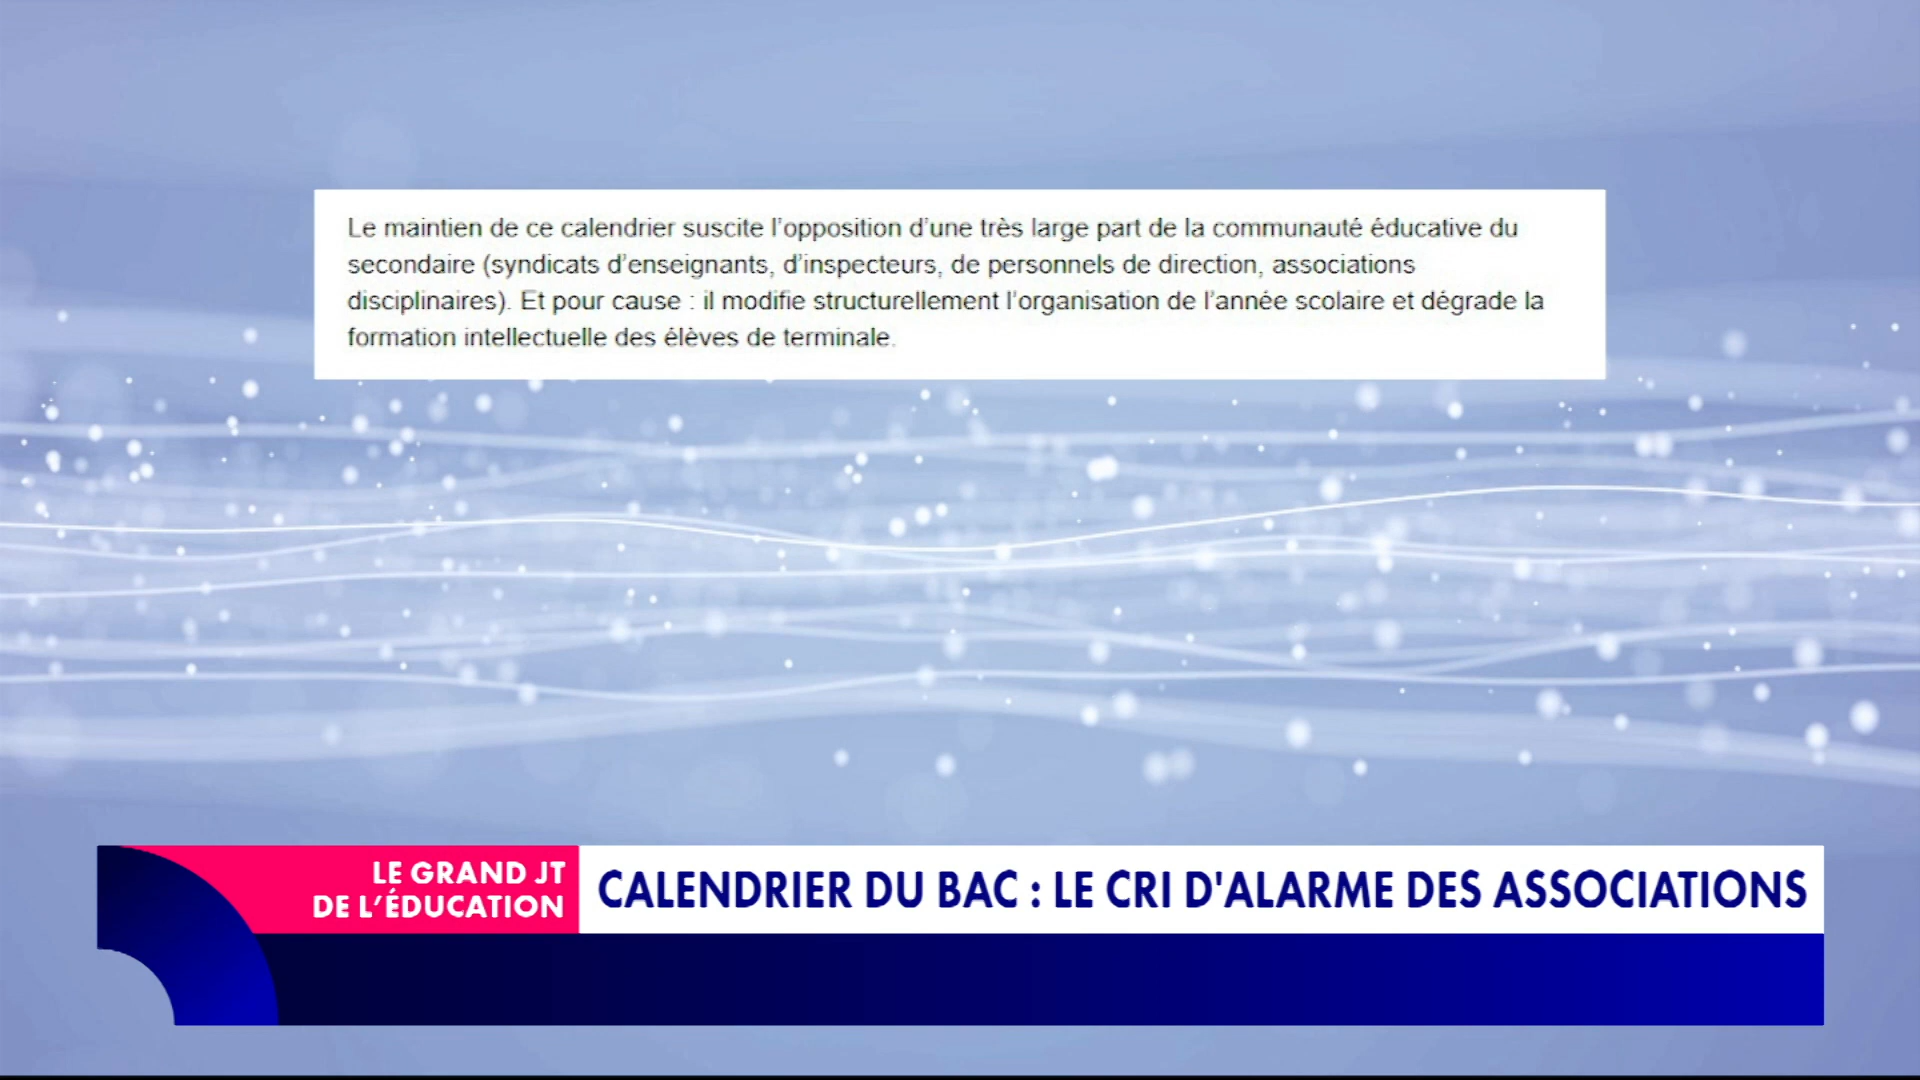 Le maintien de ce calendrier suscite l’opposition d’une très large part de la communauté éducative du
secondaire (syndicats d’enseignants, d’inspecteurs, de personnels de direction, associations
disciplinaires). Et pour cause : il modifie structurellement l’organisation de l’année scolaire et dégrade la
formation intellectuelle des élèves de terminale.
LE GRAND JT
DE L’ÉDUCATION
CALENDRIER DU BAC : LE CRI D'ALARME DES ASSOCIATIONS